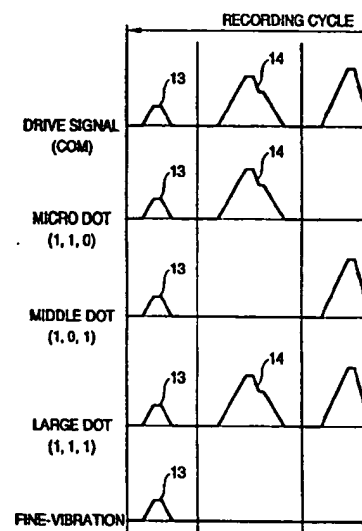 RECORDING CYCLE
13
14
DRIVE SIGNAL
(COM)
13
14
MICRO DOT
(1, 1, 0)
13
MIDDLE DOT
(1, 0, 1)
13
14
LARGE DOT
(1, 1, 1)
13
FINE-VIBRATION